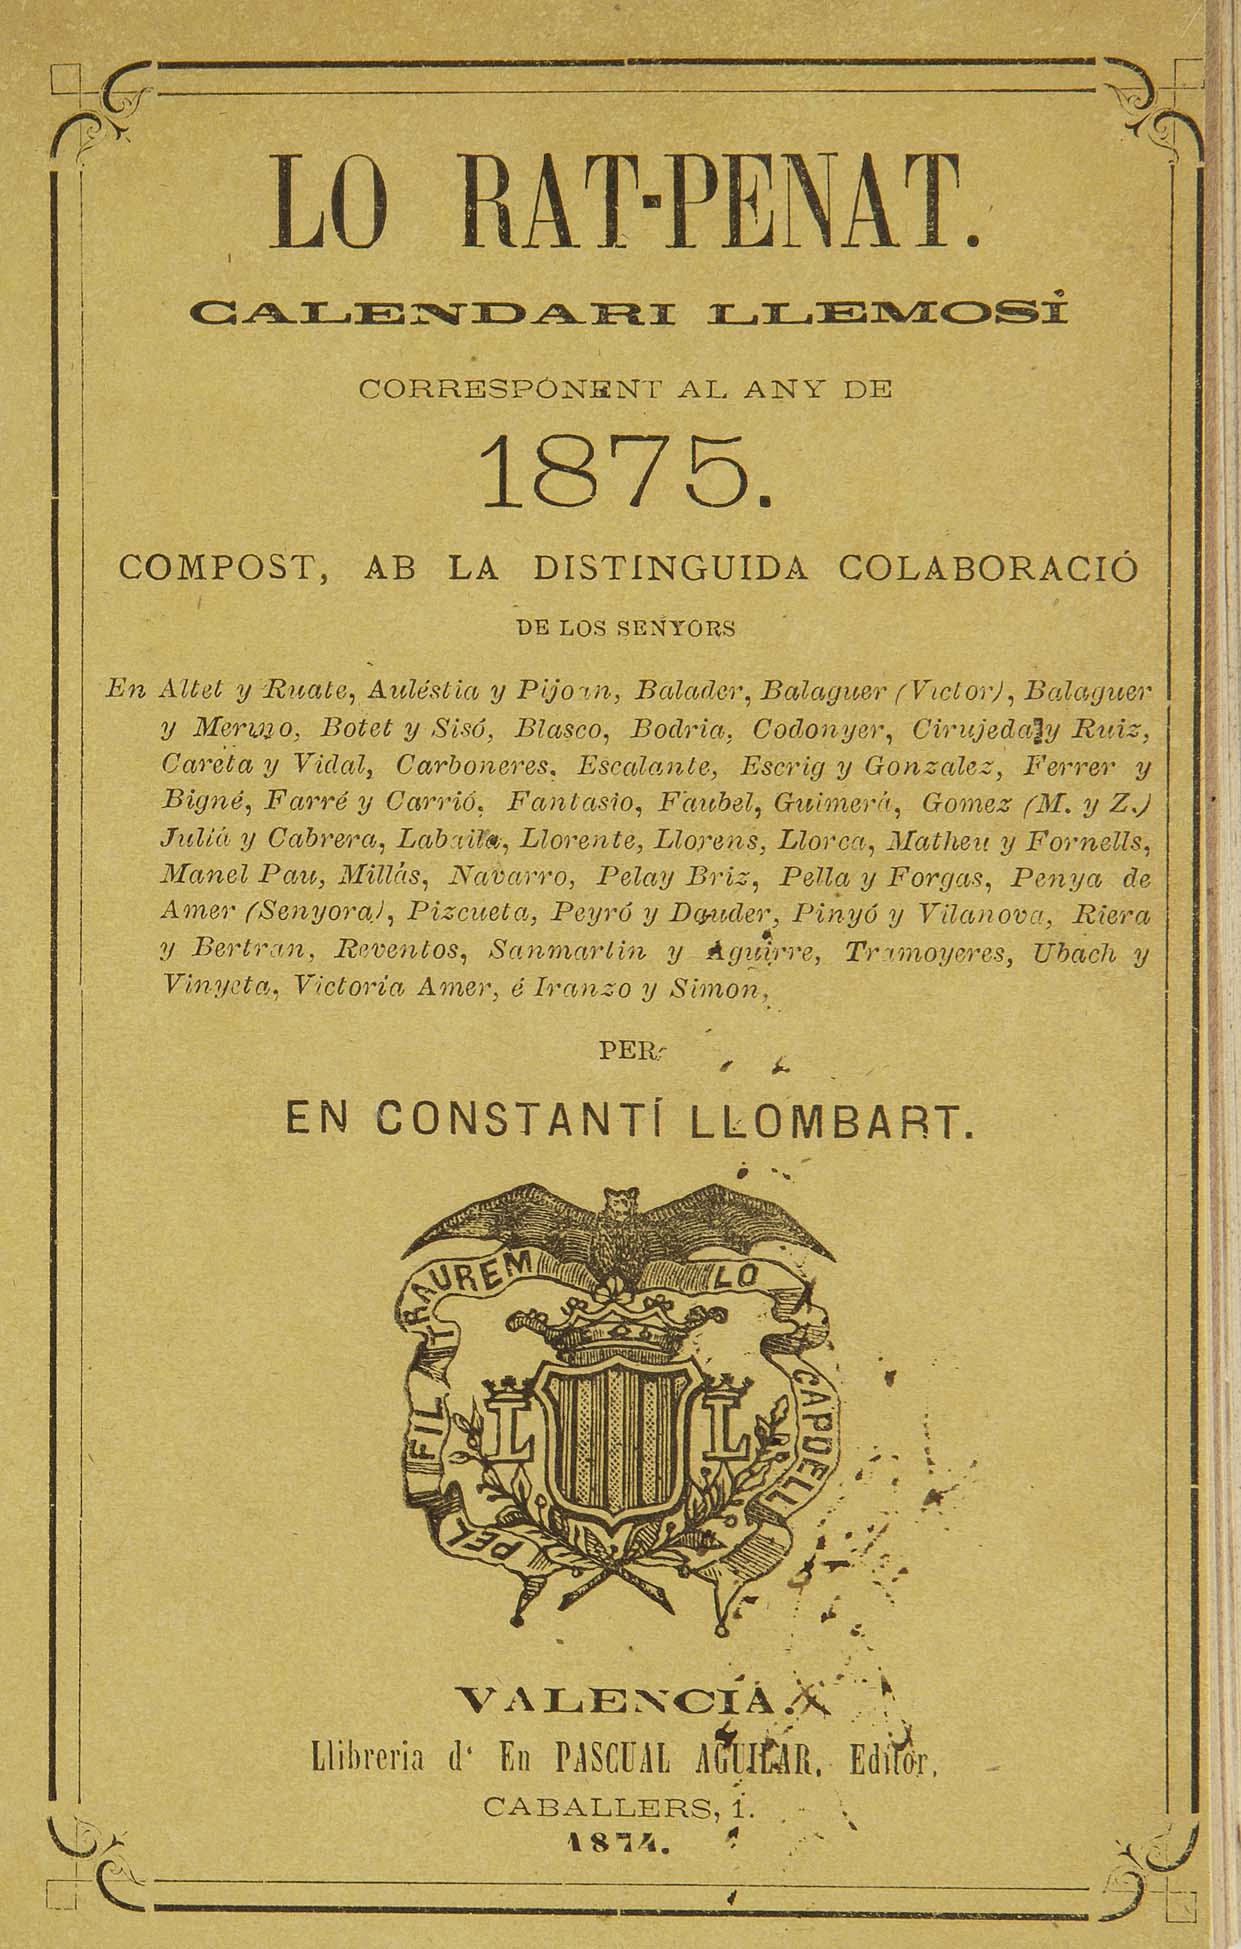 LO RAT-PENAT.
CALENDARI LLEMOSÍ
CORRESPONENT AL ANY DE
1875.
COMPOST, AB LA DISTINGUIDA COLABORACIÓ
DE LOS SENYORS
En Altet y Ruate, Auléstia y Pijoan, Balader, Balaguer (Victor), Balaguer
y Merino, Botet y Sisó, Blasco, Bodria, Codonyer, Cirujeda y Ruiz,
Careta y Vidal, Carboneres, Escalante, Escrig y Gonzalez, Ferrer y
Bigné, Farré y Carrió, Fantasio, Faubel, Guimerá, Gomez (M. y Z.)
Juliá y Cabrera, Labaila, Llorente, Llorens, Llorca, Matheu y Fornells,
Manel Pau, Millás, Navarro, Pelay Briz, Pella y Forgas, Penya de
Amer (Senyora), Pizcueta, Peyró y Dauder, Pinyó y Vilanova, Riera
y Bertran, Reventos, Sanmartin y Aguirre, Tramoyeres, Ubach y
Vinyeta, Victoria Amer, é Iranzo y Simon,
PER
EN CONSTANTÍ LLOMBART.
PEL FIL TRAUREM LO CAPDELL
L L
VALENCIA.
Llibreria d' En PASCUAL AGUILAR, Editor,
CABALLERS, 1.
1874.